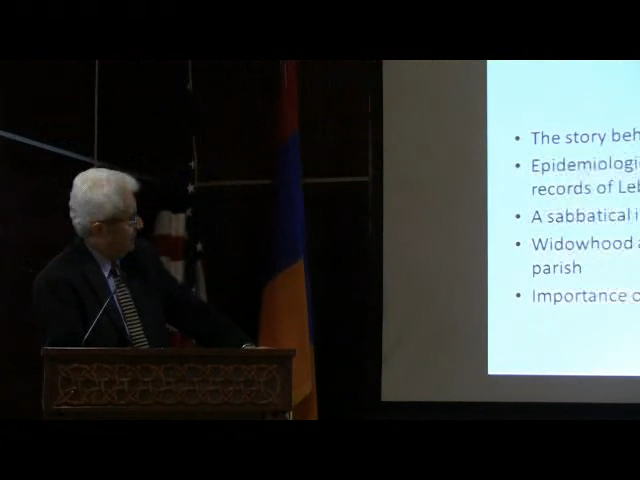 • The story beh
• Epidemiologi
records of Leb
• A sabbatical i
• Widowhood a
parish
• Importance o